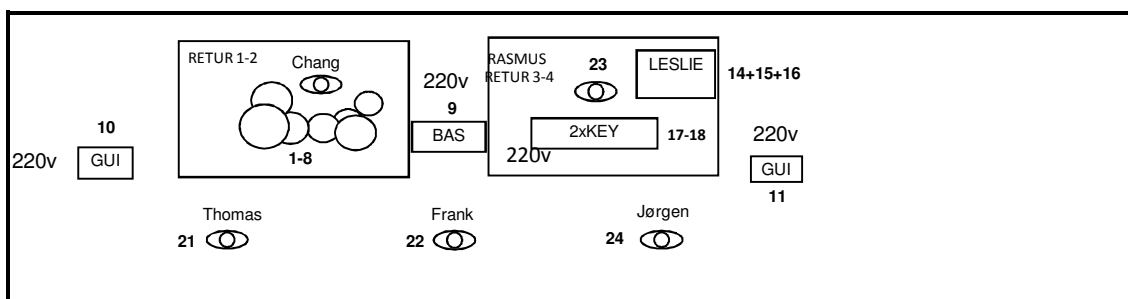 RETUR 1-2
Chang
220v
RASMUS
RETUR 3-4
23
LESLIE
14+15+16
9
10
BAS
2xKEY
17-18
220v
220v
GUI
1-8
220v
GUI
11
Thomas
Frank
Jørgen
21
22
24